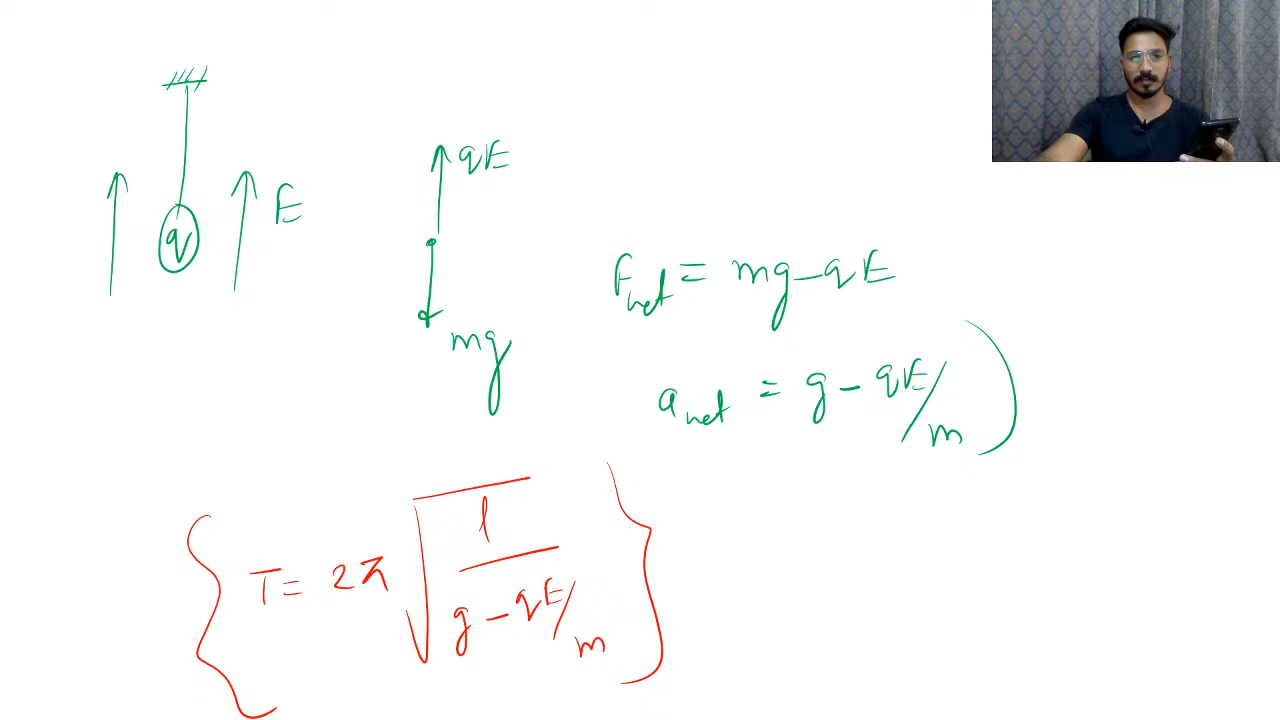 qE
E
q
F_net = mg - qE
mg
a_net = g - qE/m
T = 2π √(l / (g - qE/m))